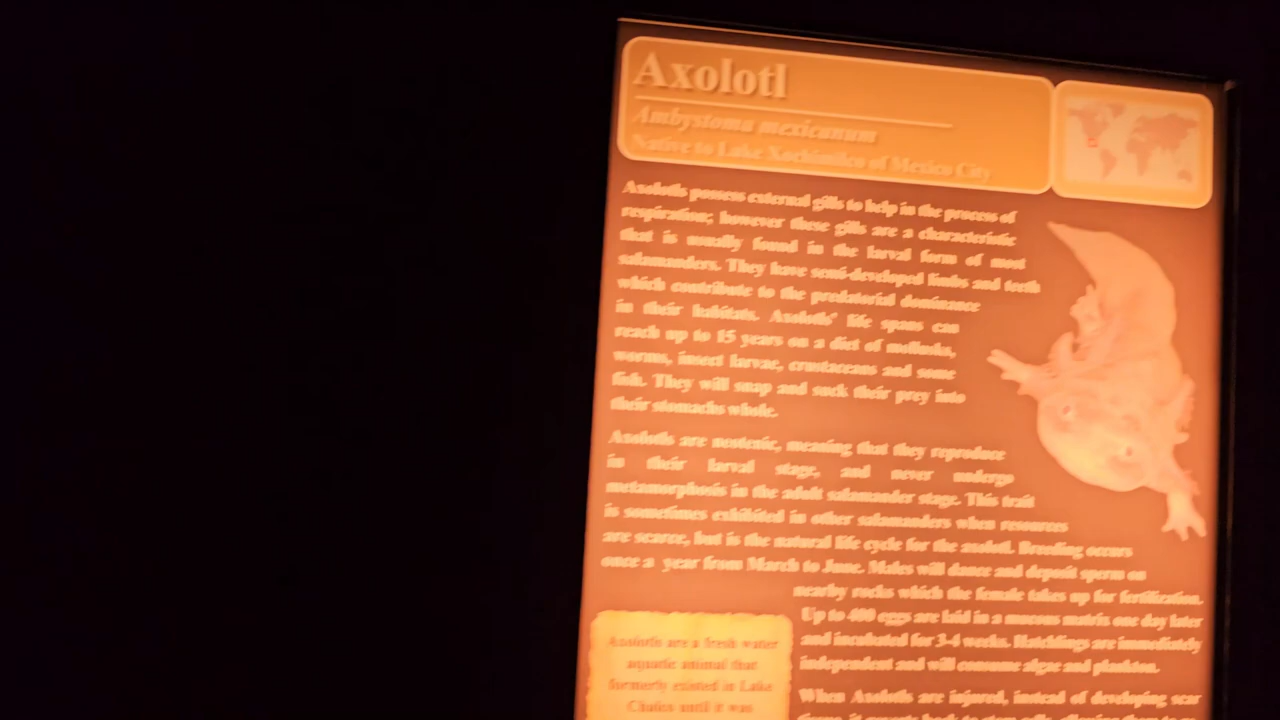 Axolotl
Ambystoma mexicanum
Native to Lake Xochimilco of Mexico City
Axolotls possess external gills to help in the process of
respiration; however these gills are a characteristic
that is usually found in the larval form of most
salamanders. They have semi-developed limbs and teeth
which contribute to the predatorial dominance
in their habitats. Axolotls' life spans can
reach up to 15 years on a diet of mollusks,
worms, insect larvae, crustaceans and some
fish. They will snap and suck their prey into
their stomachs whole.
Axolotls are neotenic, meaning that they reproduce
in their larval stage, and never undergo
metamorphosis in the adult salamander stage. This trait
is sometimes exhibited in other salamanders when resources
are scarce, but is the natural life cycle for the axolotl. Breeding occurs
once a year from March to June. Males will dance and deposit sperm on
nearby rocks which the female takes up for fertilization.
Up to 400 eggs are laid in a mucous matrix one day later
and incubated for 3-4 weeks. Hatchlings are immediately
independent and will consume algae and plankton.
When Axolotls are injured, instead of developing scar
Axolotls are a fresh water
aquatic animal that
formerly existed in Lake
Chalco until it was